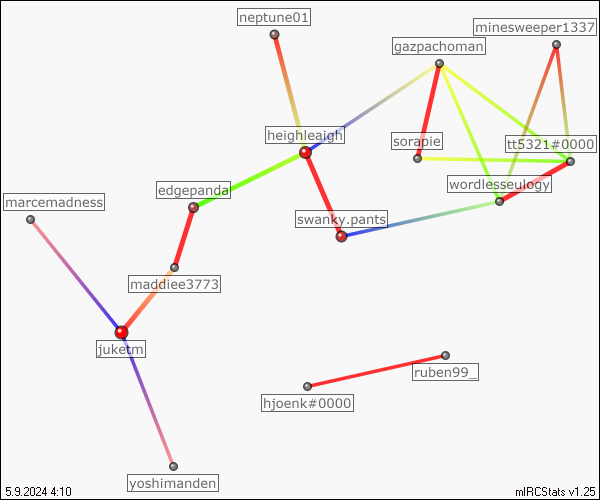 neptune01
minesweeper1337
gazpachoman
heighleaigh
sorapie
tt5321#0000
edgepanda
wordlesseulogy
marcemadness
swanky.pants
maddiee3773
juketm
ruben99_
hjoenk#0000
yoshimanden
5.9.2024 4:10
mIRCStats v1.25